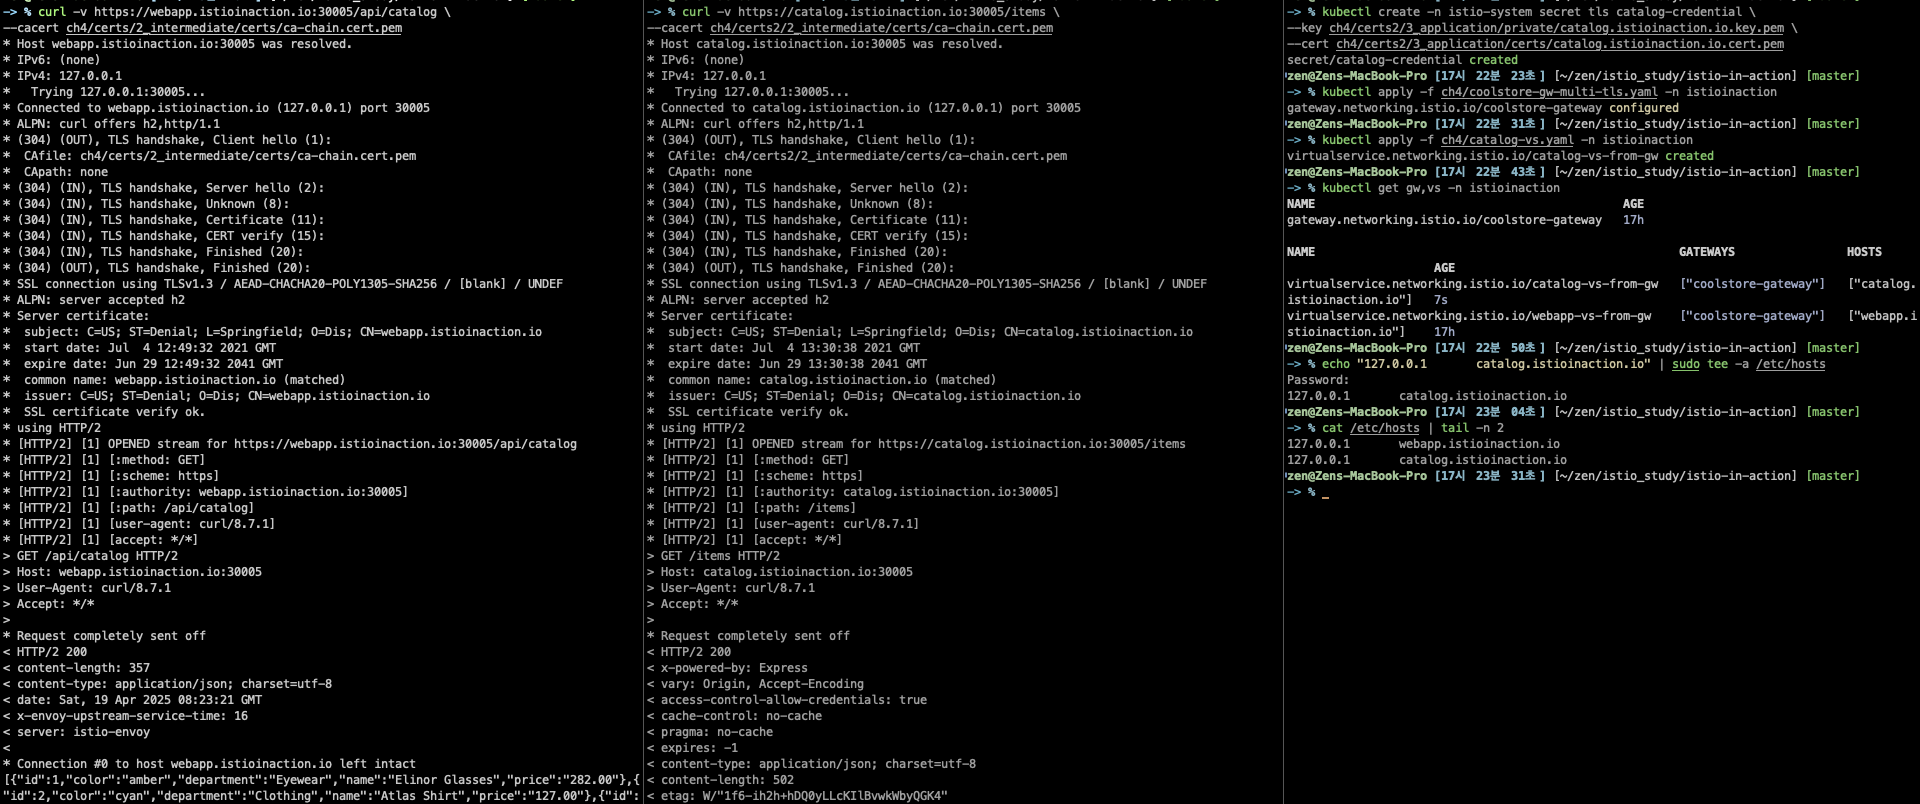 -> % curl -v https://webapp.istioinaction.io:30005/api/catalog \
--cacert ch4/certs/2_intermediate/certs/ca-chain.cert.pem
* Host webapp.istioinaction.io:30005 was resolved.
* IPv6: (none)
* IPv4: 127.0.0.1
*   Trying 127.0.0.1:30005...
* Connected to webapp.istioinaction.io (127.0.0.1) port 30005
* ALPN: curl offers h2,http/1.1
* (304) (OUT), TLS handshake, Client hello (1):
*  CAfile: ch4/certs/2_intermediate/certs/ca-chain.cert.pem
*  CApath: none
* (304) (IN), TLS handshake, Server hello (2):
* (304) (IN), TLS handshake, Unknown (8):
* (304) (IN), TLS handshake, Certificate (11):
* (304) (IN), TLS handshake, CERT verify (15):
* (304) (IN), TLS handshake, Finished (20):
* (304) (OUT), TLS handshake, Finished (20):
* SSL connection using TLSv1.3 / AEAD-CHACHA20-POLY1305-SHA256 / [blank] / UNDEF
* ALPN: server accepted h2
* Server certificate:
*  subject: C=US; ST=Denial; L=Springfield; O=Dis; CN=webapp.istioinaction.io
*  start date: Jul  4 12:49:32 2021 GMT
*  expire date: Jun 29 12:49:32 2041 GMT
*  common name: webapp.istioinaction.io (matched)
*  issuer: C=US; ST=Denial; O=Dis; CN=webapp.istioinaction.io
*  SSL certificate verify ok.
* using HTTP/2
* [HTTP/2] [1] OPENED stream for https://webapp.istioinaction.io:30005/api/catalog
* [HTTP/2] [1] [:method: GET]
* [HTTP/2] [1] [:scheme: https]
* [HTTP/2] [1] [:authority: webapp.istioinaction.io:30005]
* [HTTP/2] [1] [:path: /api/catalog]
* [HTTP/2] [1] [user-agent: curl/8.7.1]
* [HTTP/2] [1] [accept: */*]
> GET /api/catalog HTTP/2
> Host: webapp.istioinaction.io:30005
> User-Agent: curl/8.7.1
> Accept: */*
>
* Request completely sent off
< HTTP/2 200
< content-length: 357
< content-type: application/json; charset=utf-8
< date: Sat, 19 Apr 2025 08:23:21 GMT
< x-envoy-upstream-service-time: 16
< server: istio-envoy
<
* Connection #0 to host webapp.istioinaction.io left intact
[{"id":1,"color":"amber","department":"Eyewear","name":"Elinor Glasses","price":"282.00"},{
"id":2,"color":"cyan","department":"Clothing","name":"Atlas Shirt","price":"127.00"},{"id":
-> % curl -v https://catalog.istioinaction.io:30005/items \
--cacert ch4/certs2/2_intermediate/certs/ca-chain.cert.pem
* Host catalog.istioinaction.io:30005 was resolved.
* IPv6: (none)
* IPv4: 127.0.0.1
*   Trying 127.0.0.1:30005...
* Connected to catalog.istioinaction.io (127.0.0.1) port 30005
* ALPN: curl offers h2,http/1.1
* (304) (OUT), TLS handshake, Client hello (1):
*  CAfile: ch4/certs2/2_intermediate/certs/ca-chain.cert.pem
*  CApath: none
* (304) (IN), TLS handshake, Server hello (2):
* (304) (IN), TLS handshake, Unknown (8):
* (304) (IN), TLS handshake, Certificate (11):
* (304) (IN), TLS handshake, CERT verify (15):
* (304) (IN), TLS handshake, Finished (20):
* (304) (OUT), TLS handshake, Finished (20):
* SSL connection using TLSv1.3 / AEAD-CHACHA20-POLY1305-SHA256 / [blank] / UNDEF
* ALPN: server accepted h2
* Server certificate:
*  subject: C=US; ST=Denial; L=Springfield; O=Dis; CN=catalog.istioinaction.io
*  start date: Jul  4 13:30:38 2021 GMT
*  expire date: Jun 29 13:30:38 2041 GMT
*  common name: catalog.istioinaction.io (matched)
*  issuer: C=US; ST=Denial; O=Dis; CN=catalog.istioinaction.io
*  SSL certificate verify ok.
* using HTTP/2
* [HTTP/2] [1] OPENED stream for https://catalog.istioinaction.io:30005/items
* [HTTP/2] [1] [:method: GET]
* [HTTP/2] [1] [:scheme: https]
* [HTTP/2] [1] [:authority: catalog.istioinaction.io:30005]
* [HTTP/2] [1] [:path: /items]
* [HTTP/2] [1] [user-agent: curl/8.7.1]
* [HTTP/2] [1] [accept: */*]
> GET /items HTTP/2
> Host: catalog.istioinaction.io:30005
> User-Agent: curl/8.7.1
> Accept: */*
>
* Request completely sent off
< HTTP/2 200
< x-powered-by: Express
< vary: Origin, Accept-Encoding
< access-control-allow-credentials: true
< cache-control: no-cache
< pragma: no-cache
< expires: -1
< content-type: application/json; charset=utf-8
< content-length: 502
< etag: W/"1f6-ih2h+hDQ0yLLcKIlBvwkWbyQGK4"
-> % kubectl create -n istio-system secret tls catalog-credential \
--key ch4/certs2/3_application/private/catalog.istioinaction.io.key.pem \
--cert ch4/certs2/3_application/certs/catalog.istioinaction.io.cert.pem
secret/catalog-credential created
zen@Zens-MacBook-Pro [17시 22분 23초] [~/zen/istio_study/istio-in-action] [master]
-> % kubectl apply -f ch4/coolstore-gw-multi-tls.yaml -n istioinaction
gateway.networking.istio.io/coolstore-gateway configured
zen@Zens-MacBook-Pro [17시 22분 31초] [~/zen/istio_study/istio-in-action] [master]
-> % kubectl apply -f ch4/catalog-vs.yaml -n istioinaction
virtualservice.networking.istio.io/catalog-vs-from-gw created
zen@Zens-MacBook-Pro [17시 22분 43초] [~/zen/istio_study/istio-in-action] [master]
-> % kubectl get gw,vs -n istioinaction
NAME                                            AGE
gateway.networking.istio.io/coolstore-gateway   17h
NAME                                                    GATEWAYS                HOSTS
                     AGE
virtualservice.networking.istio.io/catalog-vs-from-gw   ["coolstore-gateway"]   ["catalog.
istioinaction.io"]   7s
virtualservice.networking.istio.io/webapp-vs-from-gw    ["coolstore-gateway"]   ["webapp.i
stioinaction.io"]    17h
zen@Zens-MacBook-Pro [17시 22분 50초] [~/zen/istio_study/istio-in-action] [master]
-> % echo "127.0.0.1       catalog.istioinaction.io" | sudo tee -a /etc/hosts
Password:
127.0.0.1       catalog.istioinaction.io
zen@Zens-MacBook-Pro [17시 23분 04초] [~/zen/istio_study/istio-in-action] [master]
-> % cat /etc/hosts | tail -n 2
127.0.0.1       webapp.istioinaction.io
127.0.0.1       catalog.istioinaction.io
zen@Zens-MacBook-Pro [17시 23분 31초] [~/zen/istio_study/istio-in-action] [master]
-> % _